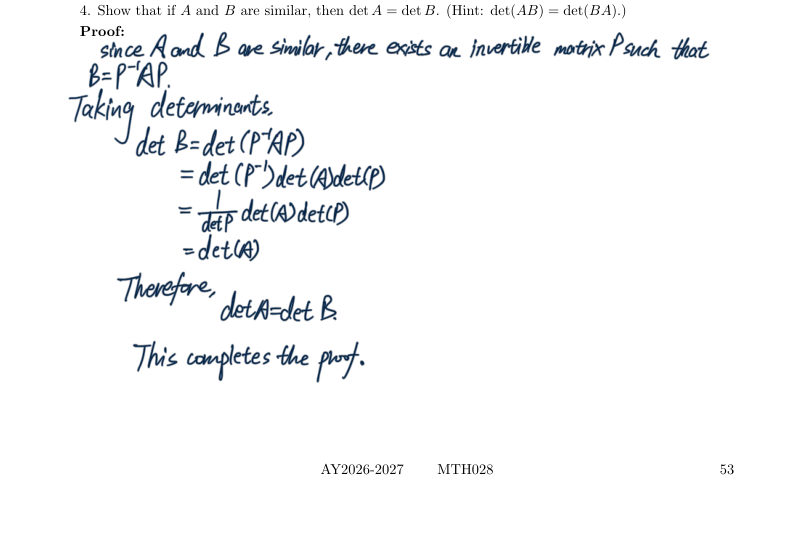 4. Show that if A and B are similar, then det A = det B. (Hint: det(AB) = det(BA).)
Proof:
since A and B are similar, there exists an invertible matrix P such that
B=P⁻¹AP.
Taking determinants,
det B=det(P⁻¹AP)
= det(P⁻¹)det(A)det(P)
= 1/detP det(A)det(P)
=det(A)
Therefore,
detA=det B.
This completes the proof.
AY2026-2027 MTH028 53